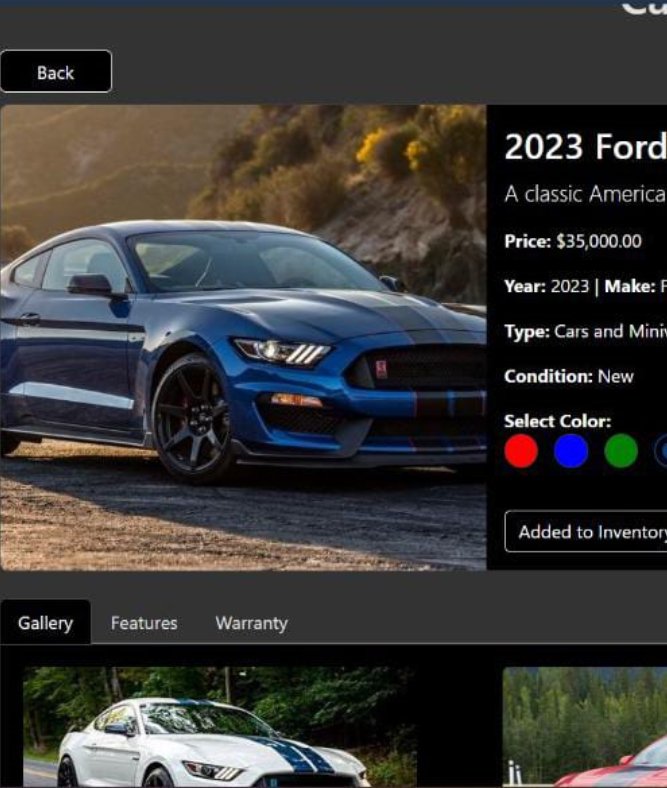 Back
2023 Ford
A classic America
Price: $35,000.00
Year: 2023 | Make: F
Type: Cars and Miniv
Condition: New
Select Color:
Added to Inventory
Gallery Features Warranty